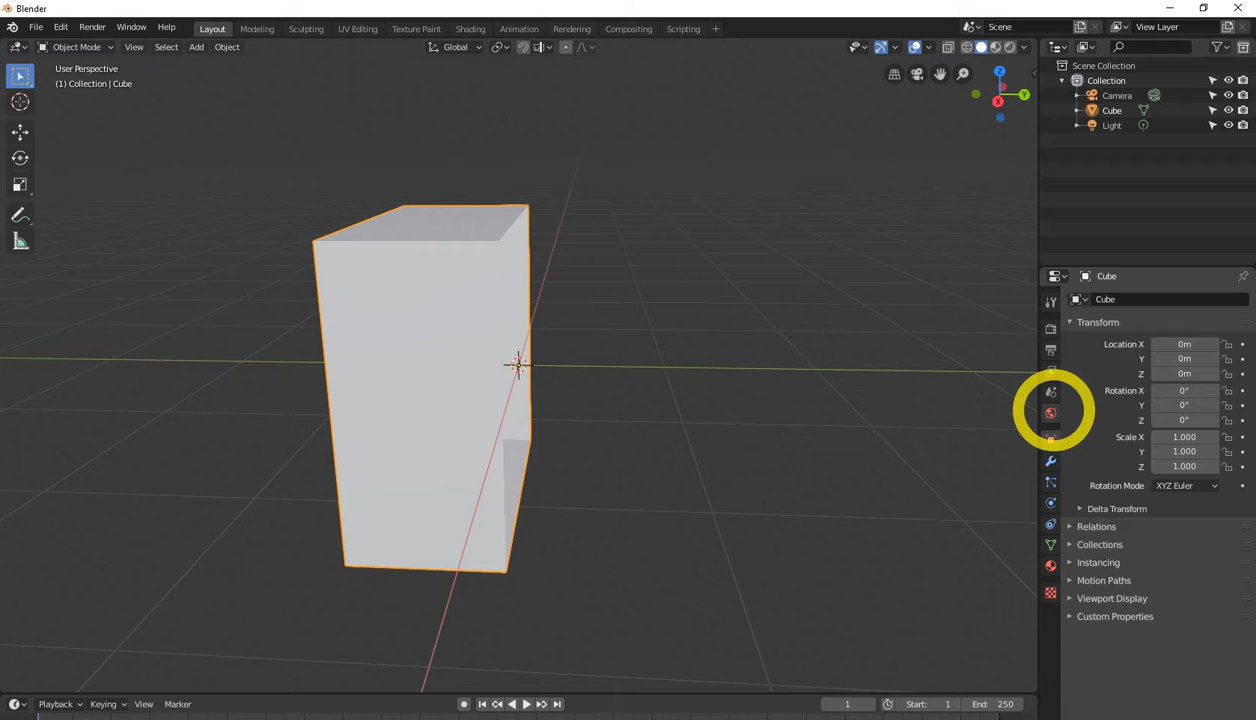 Blender
File Edit Render Window Help Layout Modeling Sculpting UV Editing Texture Paint Shading Animation Rendering Compositing Scripting + Scene View Layer
Object Mode View Select Add Object Global
User Perspective
(1) Collection | Cube
Z
Y
X
Scene Collection
Collection
Camera
Cube
Light
Cube
Cube
Transform
Location X 0m
Y 0m
Z 0m
Rotation X 0°
Y 0°
Z 0°
Scale X 1.000
Y 1.000
Z 1.000
Rotation Mode XYZ Euler
Delta Transform
Relations
Collections
Instancing
Motion Paths
Viewport Display
Custom Properties
Playback Keying View Marker 1 Start: 1 End: 250